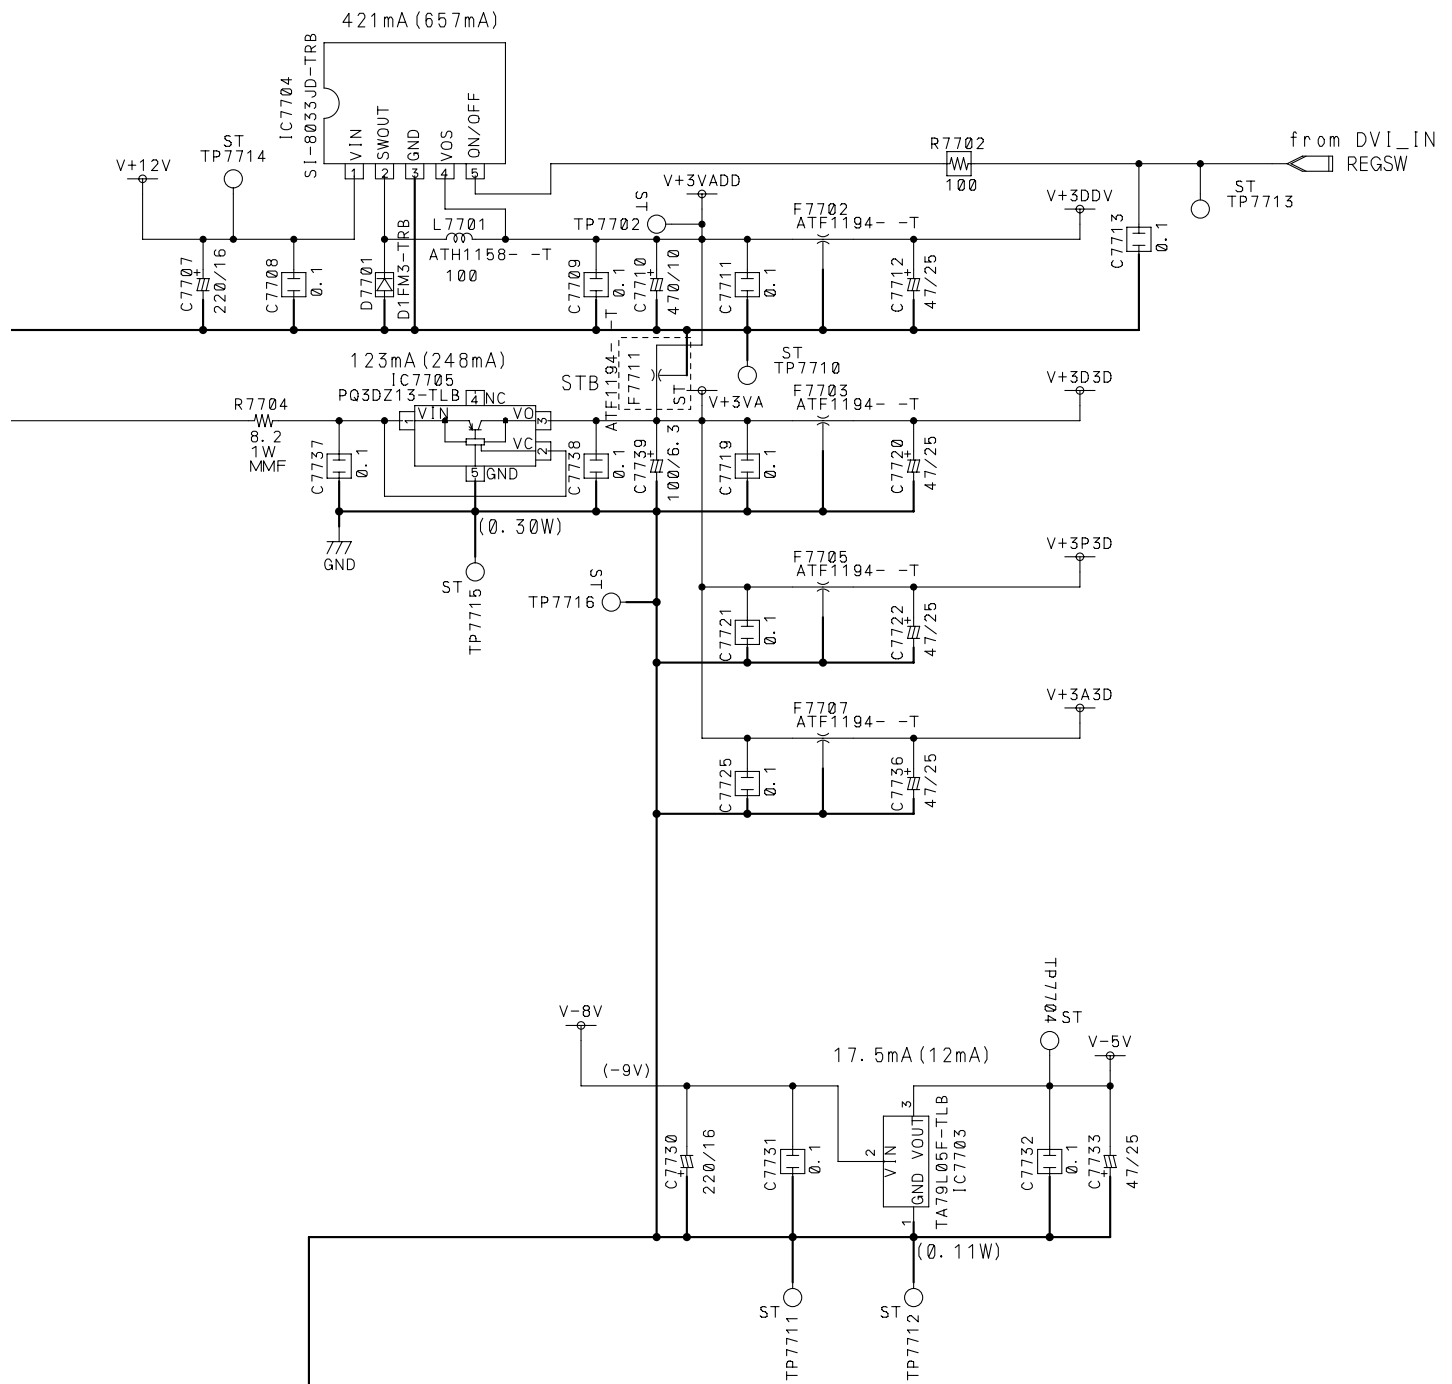 421mA(657mA)
IC7704
SI-8033JD-TRB
VIN
SWOUT
GND
VOS
ON/OFF
1
2
3
4
5
ST
TP7714
V+12V
R7702
100
from DVI_IN
REGSW
ST
TP7713
V+3VADD
ST
TP7702
F7702
ATF1194- -T
V+3DDV
C7713
0.1
L7701
ATH1158- -T
100
C7707
+
220/16
C7708
0.1
D7701
D1FM3-TRB
C7709
0.1
C7710
+
470/10
C7711
0.1
C7712
+
47/25
123mA(248mA)
IC7705
PQ3DZ13-TLB
4
NC
VIN
VO
1
3
VC
2
5
GND
R7704
8.2
1W
MMF
STB
ATF1194- -T
F7711
ST
V+3VA
ST
TP7710
F7703
ATF1194- -T
V+3D3D
C7737
0.1
C7738
0.1
C7739
+
100/6.3
C7719
0.1
C7720
+
47/25
(0.30W)
GND
ST
TP7715
ST
TP7716
F7705
ATF1194- -T
V+3P3D
C7721
0.1
C7722
+
47/25
F7707
ATF1194- -T
V+3A3D
C7725
0.1
C7736
+
47/25
V-8V
(-9V)
17.5mA(12mA)
TP7704
ST
V-5V
C7730
+
220/16
C7731
0.1
2
3
1
VIN
GND VOUT
TA79L05F-TLB
IC7703
C7732
0.1
C7733
+
47/25
(0.11W)
ST
TP7711
ST
TP7712